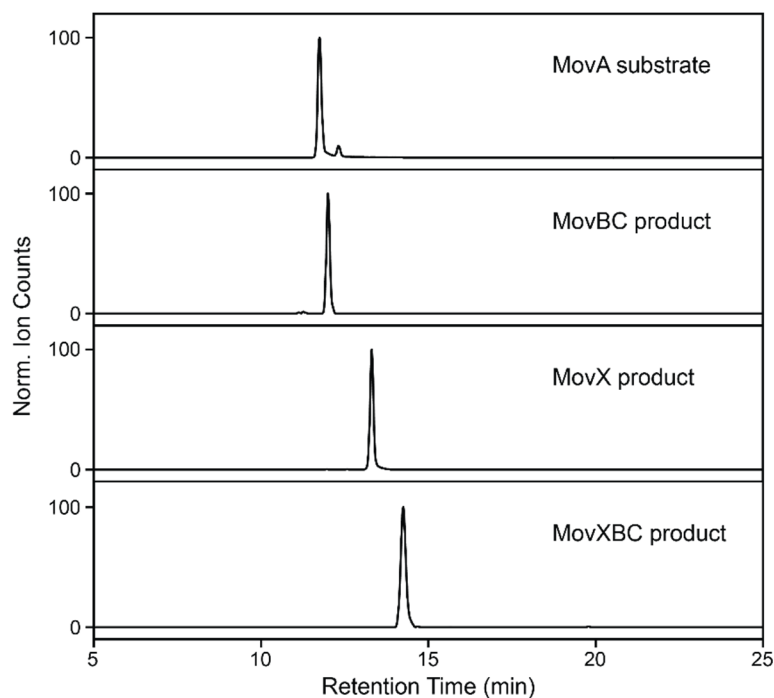 100
MovA substrate
0
100
MovBC product
0
Norm. Ion Counts
100
MovX product
0
100
MovXBC product
0
5 10 15 20 25
Retention Time (min)